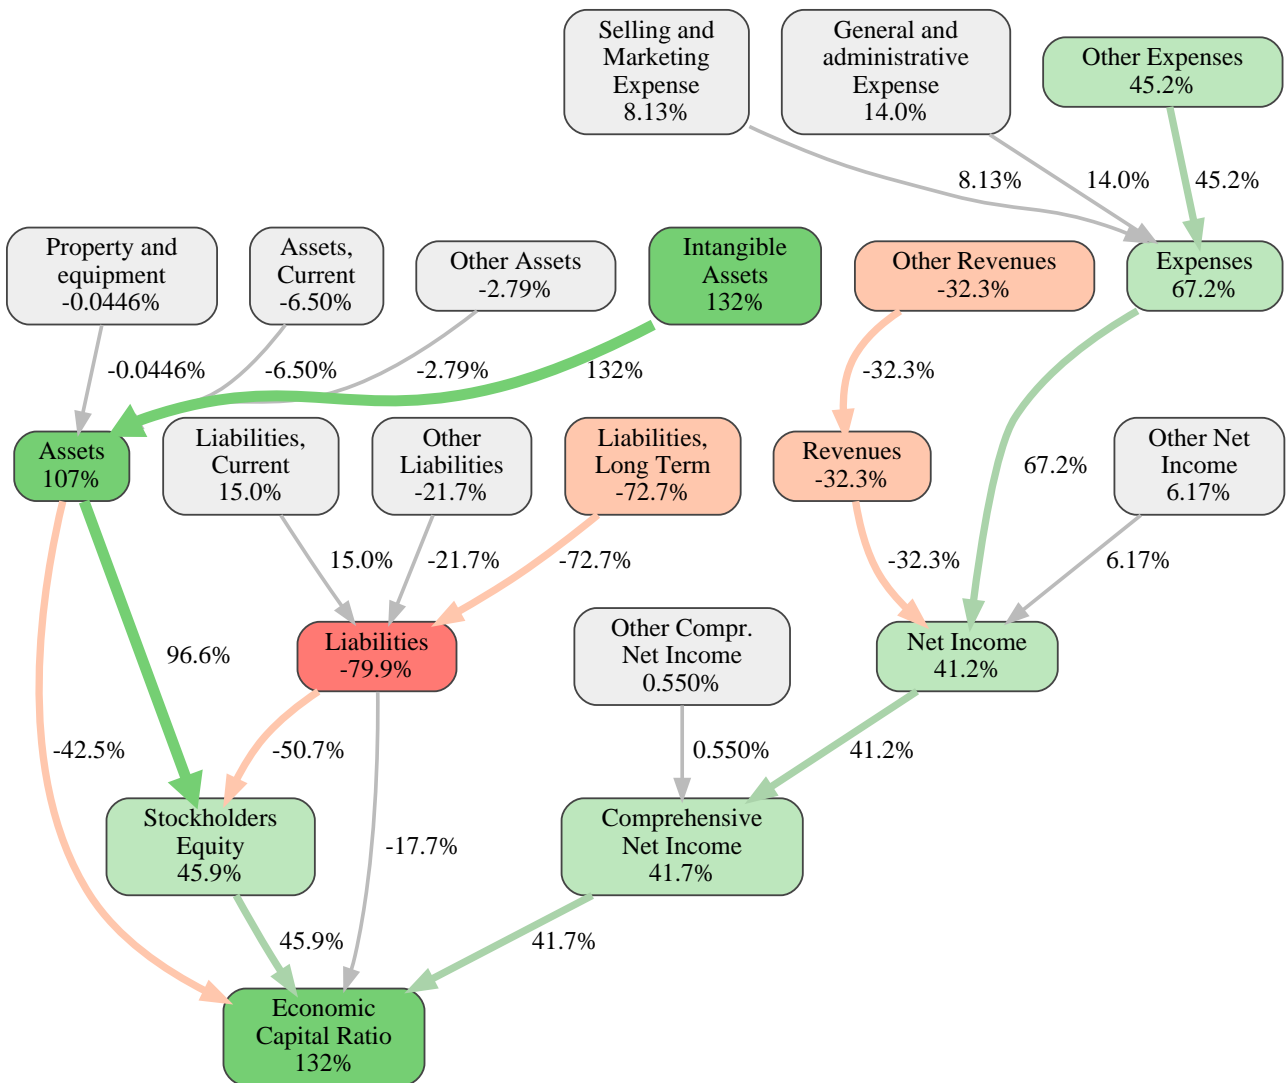 Selling and
Marketing
Expense
8.13%
General and
administrative
Expense
14.0%
Other Expenses
45.2%
8.13%
14.0%
45.2%
Property and
equipment
-0.0446%
Assets,
Current
-6.50%
Other Assets
-2.79%
Intangible
Assets
132%
Other Revenues
-32.3%
Expenses
67.2%
-0.0446%
-6.50%
-2.79%
132%
-32.3%
Assets
107%
Liabilities,
Current
15.0%
Other
Liabilities
-21.7%
Liabilities,
Long Term
-72.7%
Revenues
-32.3%
67.2%
Other Net
Income
6.17%
15.0%
-21.7%
-72.7%
-32.3%
6.17%
96.6%
Liabilities
-79.9%
Other Compr.
Net Income
0.550%
Net Income
41.2%
-42.5%
-50.7%
0.550%
41.2%
Stockholders
Equity
45.9%
-17.7%
Comprehensive
Net Income
41.7%
45.9%
41.7%
Economic
Capital Ratio
132%